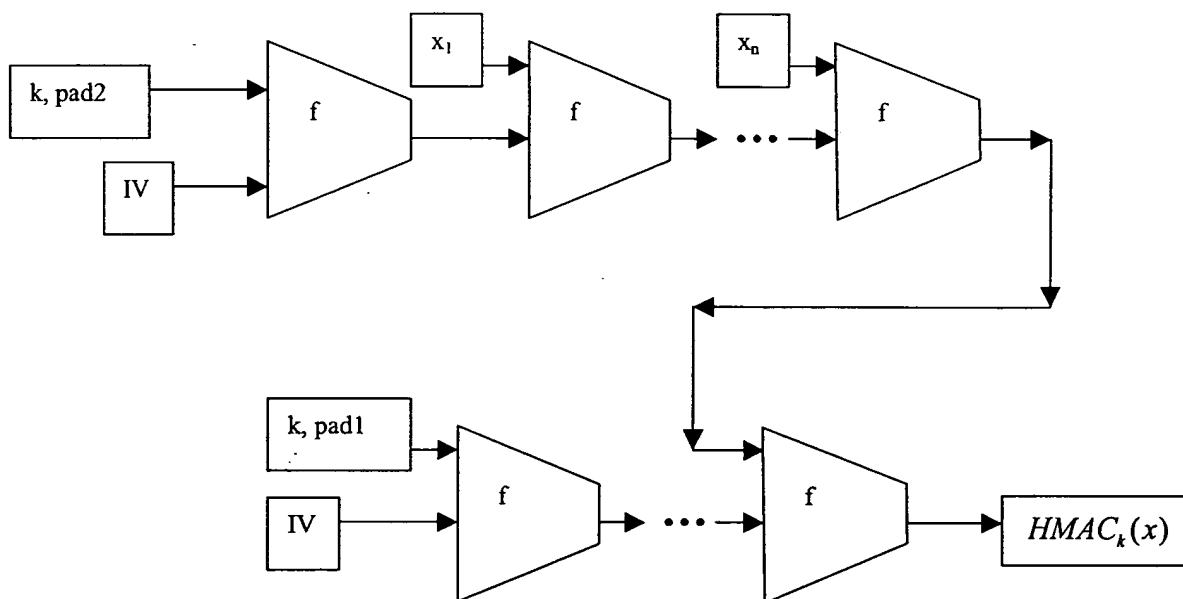 x₁
xₙ
k, pad2
f
f
f
IV
k, pad1
f
f
IV
HMACₖ(x)